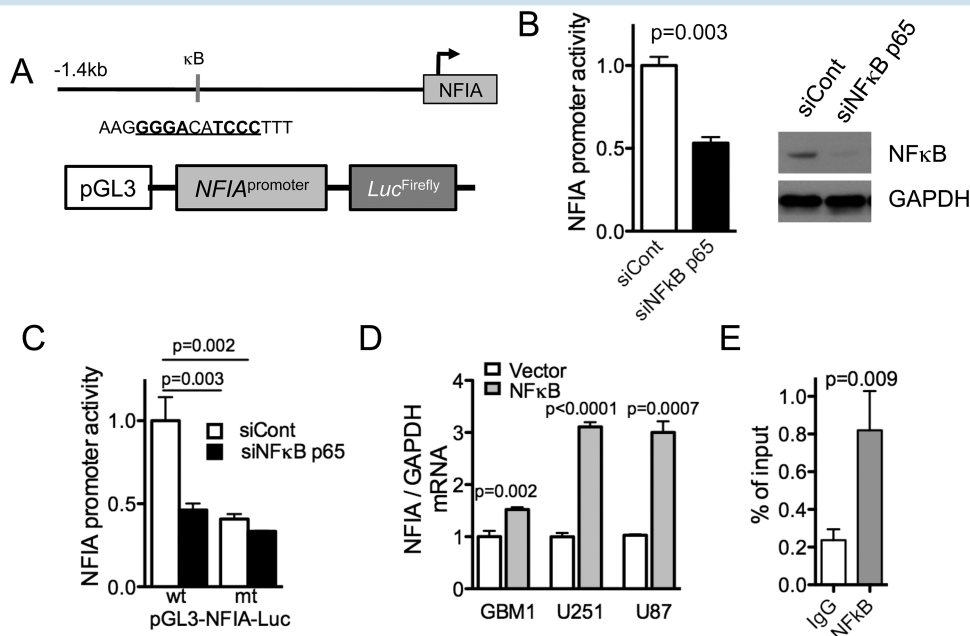 A
-1.4kb
κB
NFIA
AAGGGGACATCCCTTT
pGL3
NFIApromoter
LucFirefly
B
NFIA promoter activity
p=0.003
1.0
0.5
0.0
siCont
siNFkB p65
siCont
siNFκB p65
NFκB
GAPDH
C
NFIA promoter activity
p=0.002
p=0.003
1.0
0.5
0.0
siCont
siNFκB p65
wt
mt
pGL3-NFIA-Luc
D
NFIA / GAPDH
mRNA
Vector
NFκB
4
3
2
1
0
p=0.002
p<0.0001
p=0.0007
GBM1
U251
U87
E
% of input
p=0.009
1.0
0.8
0.6
0.4
0.2
0.0
IgG
NFkB